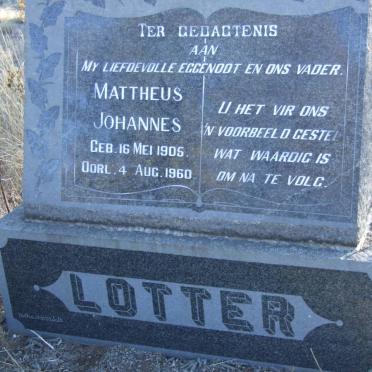 TER GEDAGTENIS
AAN
MY LIEFDEVOLLE EGGENOOT EN ONS VADER.
MATTHEUS
JOHANNES
GEB. 16 MEI 1905.
OORL. 4 AUG. 1960.
U HET VIR ONS
'N VOORBEELD GESTEL
WAT WAARDIG IS
OM NA TE VOLG.
LOTTER